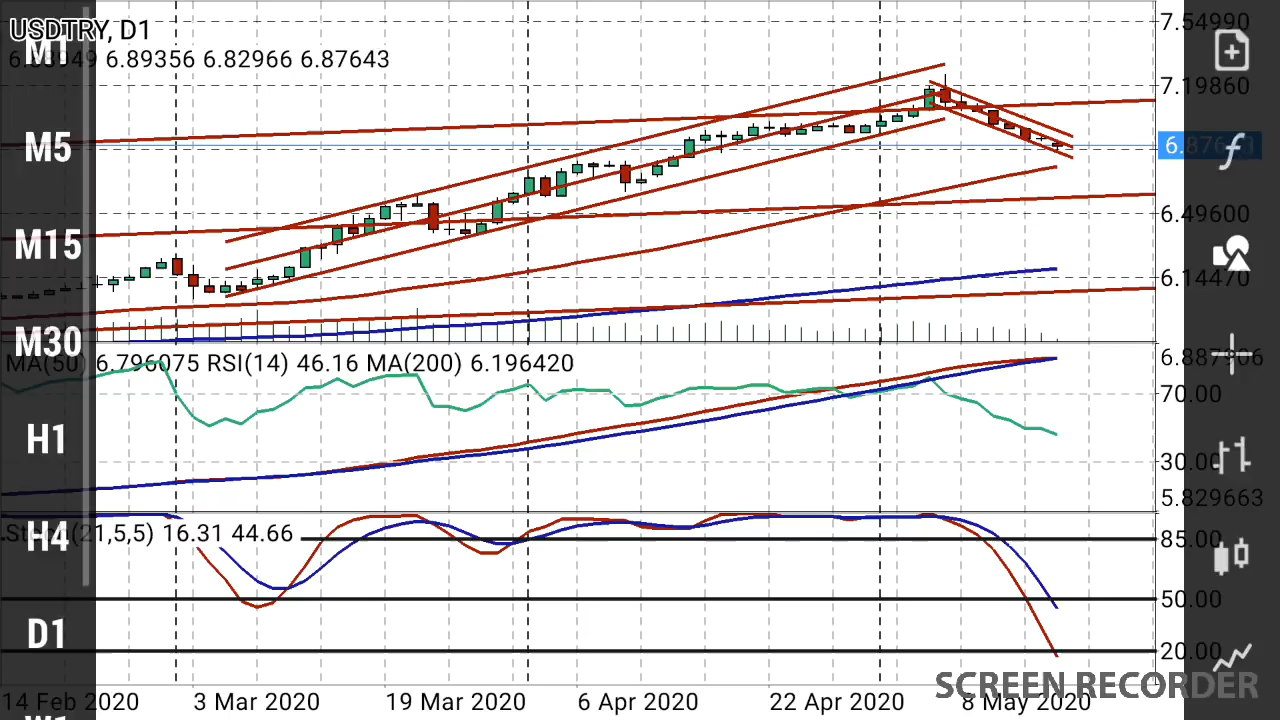 USDTRY, D1
6.89356 6.82966 6.87643
M1
M5
M15
M30
H1
H4
D1
7.54990
7.19860
6.49600
6.14470
MA(50) 6.796075 RSI(14) 46.16 MA(200) 6.196420
70.00
30.00
5.829663
(21,5,5) 16.31 44.66
85.00
50.00
20.00
14 Feb 2020
3 Mar 2020
19 Mar 2020
6 Apr 2020
22 Apr 2020
8 May 2020
SCREEN RECORDER